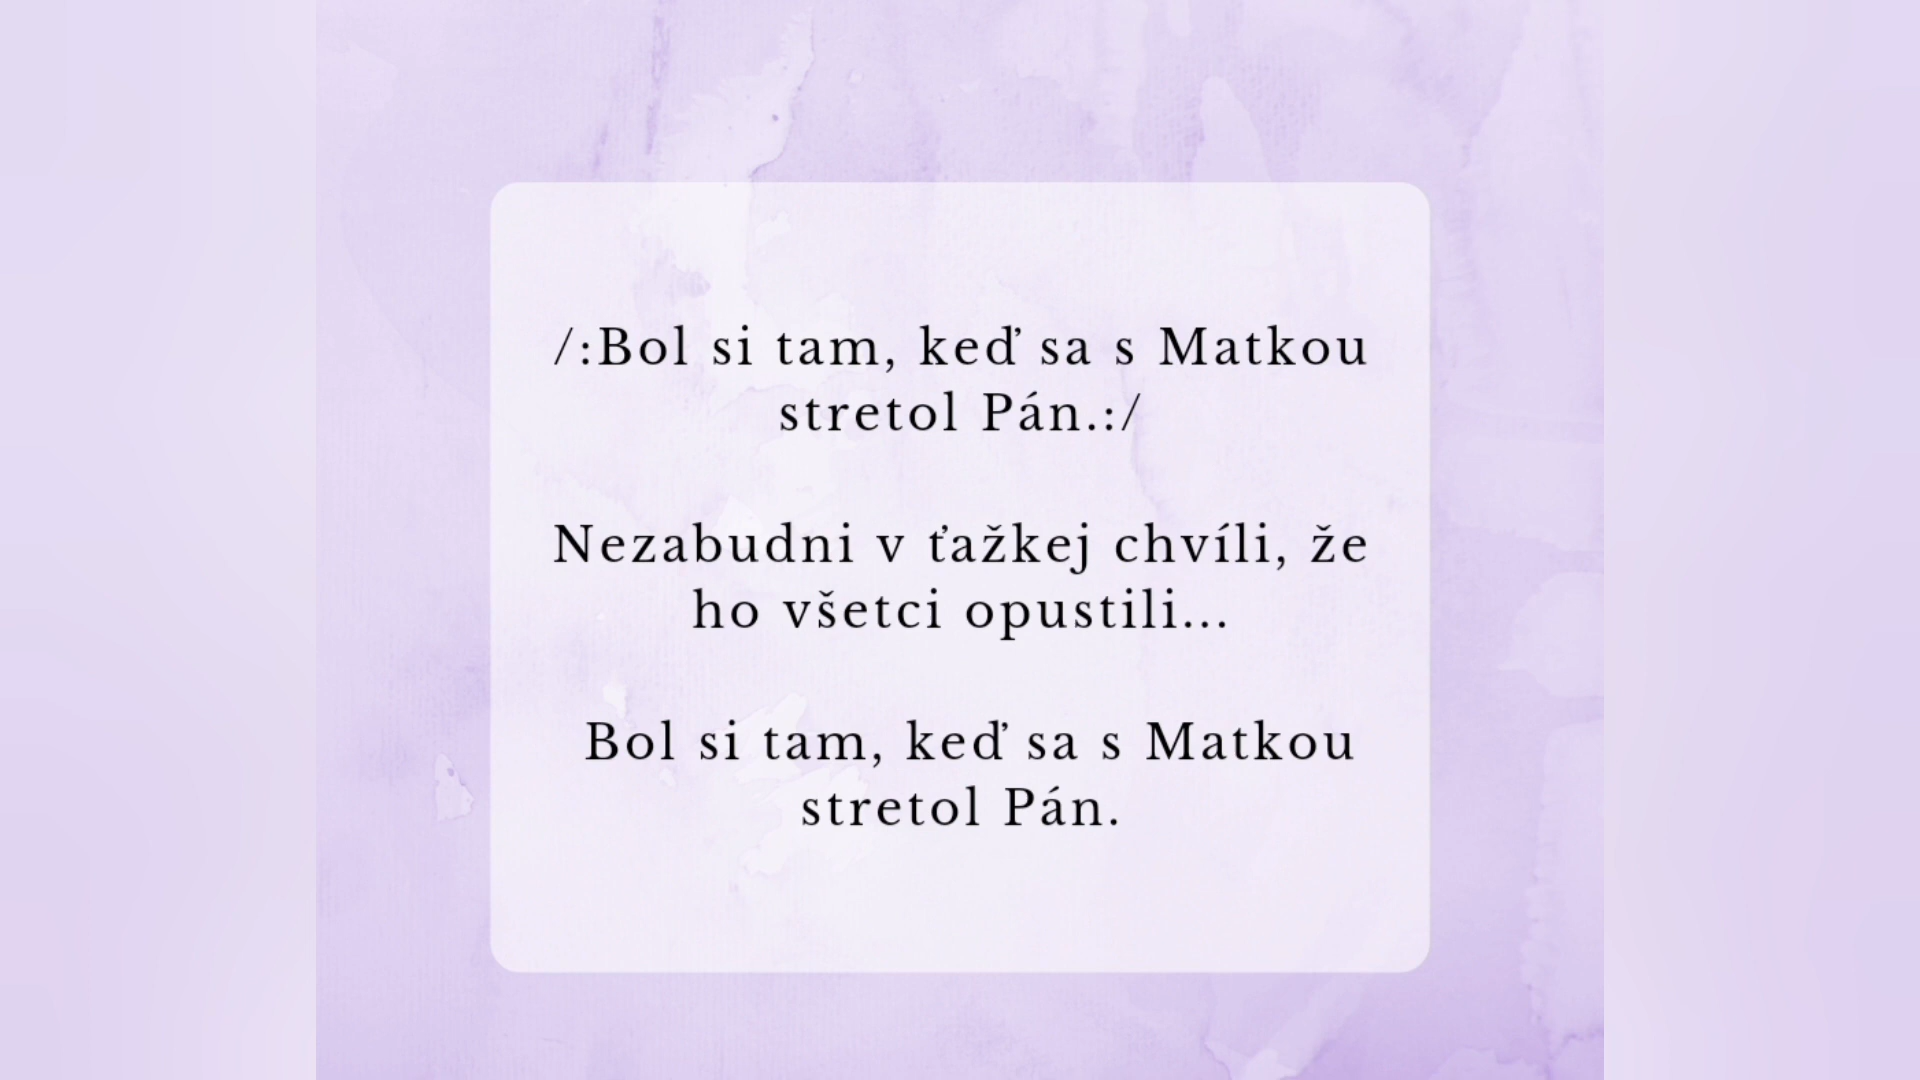 /:Bol si tam, keď sa s Matkou
stretol Pán.:/
Nezabudni v ťažkej chvíli, že
ho všetci opustili...
Bol si tam, keď sa s Matkou
stretol Pán.